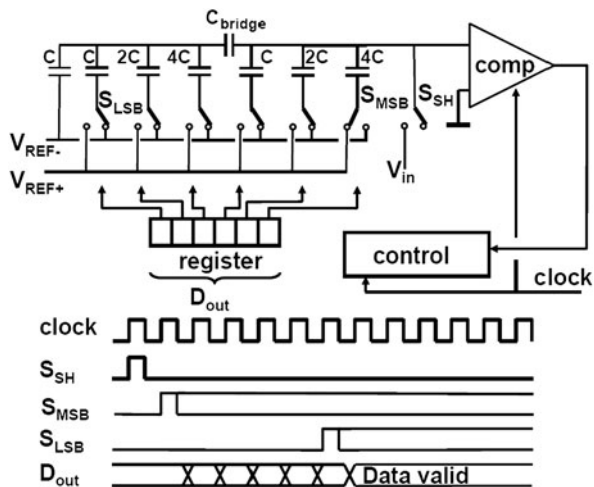 C_bridge
C C 2C 4C C 2C 4C
comp
S_LSB S_MSB S_SH
V_REF-
V_REF+
V_in
register
D_out
control
clock
clock
S_SH
S_MSB
S_LSB
D_out Data valid